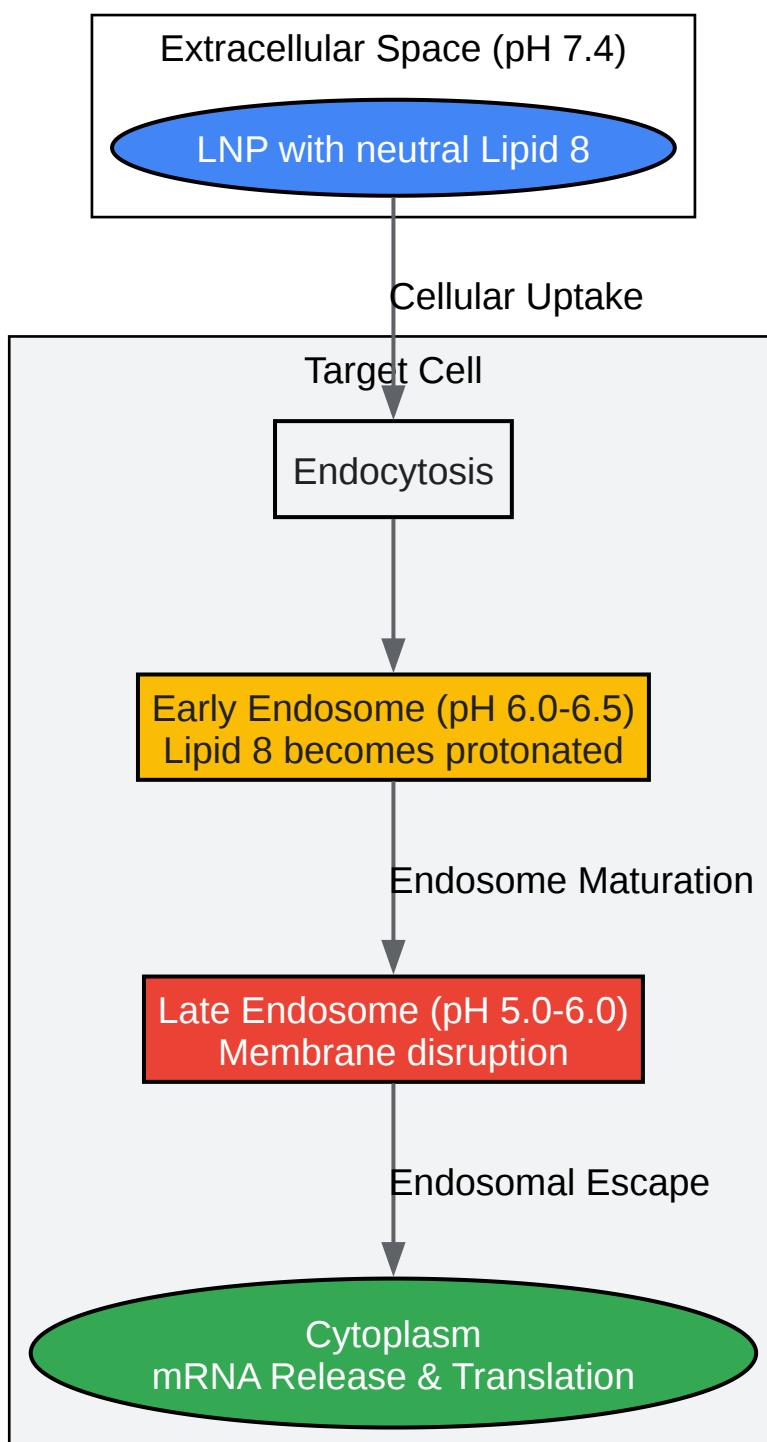 Extracellular Space (pH 7.4)
LNP with neutral Lipid 8
Cellular Uptake
Target Cell
Endocytosis
Early Endosome (pH 6.0-6.5)
Lipid 8 becomes protonated
Endosome Maturation
Late Endosome (pH 5.0-6.0)
Membrane disruption
Endosomal Escape
Cytoplasm
mRNA Release & Translation